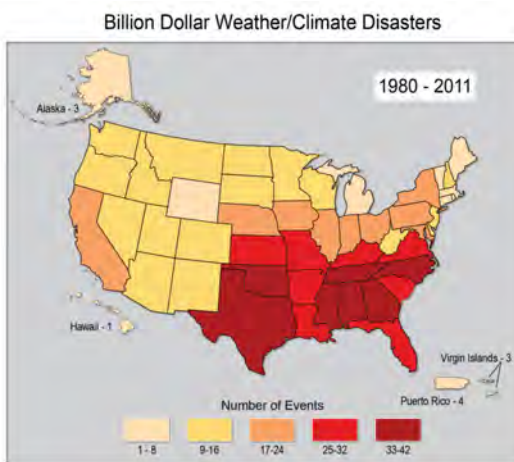 Billion Dollar Weather/Climate Disasters
1980 - 2011
Alaska - 3
Hawaii - 1
Virgin Islands - 3
Puerto Rico - 4
Number of Events
1 - 8
9-16
17-24
25-32
33-42